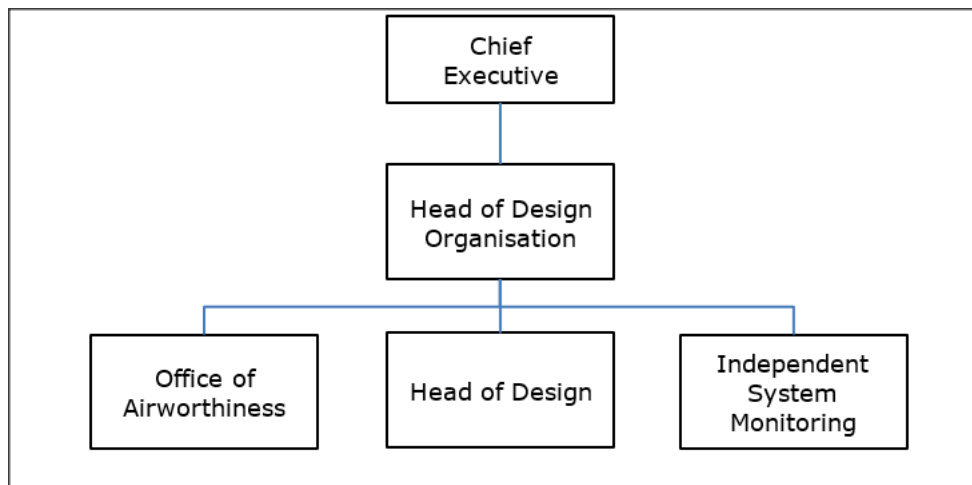 Chief
Executive
Head of Design
Organisation
Office of
Airworthiness
Head of Design
Independent
System
Monitoring